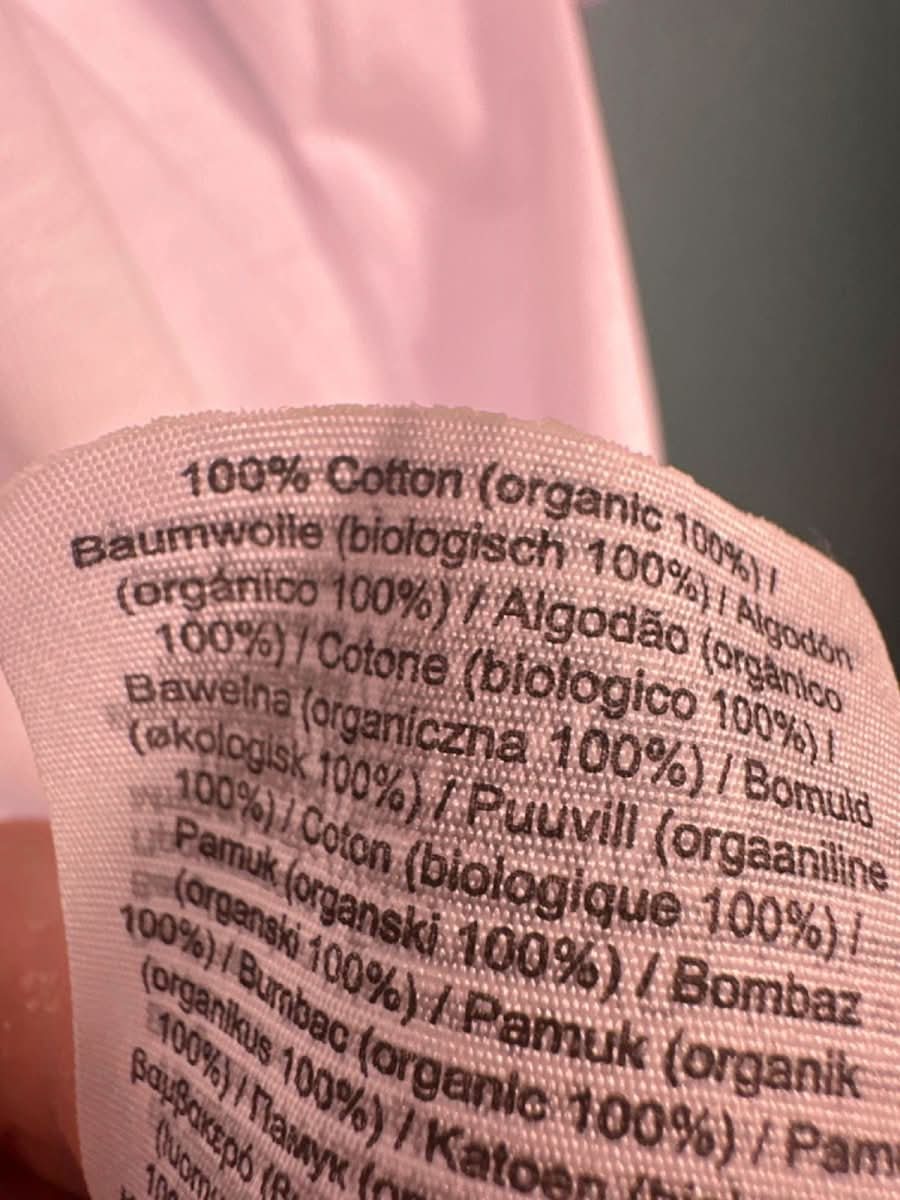 100% Cotton (organic 100%) /
Baumwolle (biologisch 100%) / Algodón
(orgánico 100%) / Algodão (orgânico
100%) / Cotone (biologico 100%) /
Bawełna (organiczna 100%) / Bomuld
(økologisk 100%) / Puuvill (orgaaniline
100%) / Coton (biologique 100%) /
Pamuk (organski 100%) / Bombaz
(organski 100%) / Pamuk (organik
100%) / Bumbac (organic 100%) /
(organikus 100%) / Katoen
100%) / Памук
βαμβακερό